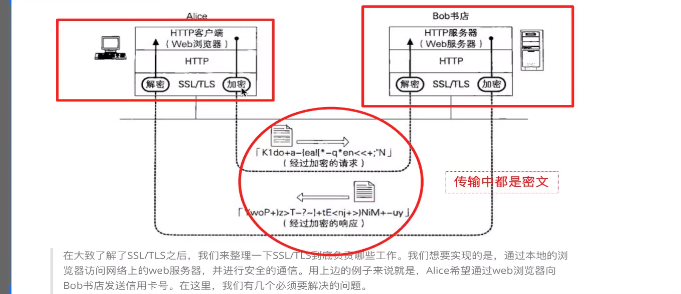 Alice
Bob书店
HTTP客户端
(Web浏览器)
HTTP服务器
(Web服务器)
HTTP
HTTP
解密 SSL/TLS 加密
解密 SSL/TLS 加密
「K1do+a~(eal{*~q*en<<+;"N」
(经过加密的请求)
传输中都是密文
(经过加密的响应)
在大致了解了SSL/TLS之后,我们来整理一下SSL/TLS到底负责哪些工作。我们想要实现的是,通过本地的浏
览器访问网络上的web服务器,并进行安全的通信。用上边的例子来说就是,Alice希望通过web浏览器向
Bob书店发送信用卡号。在这里,我们有几个必须要解决的问题。